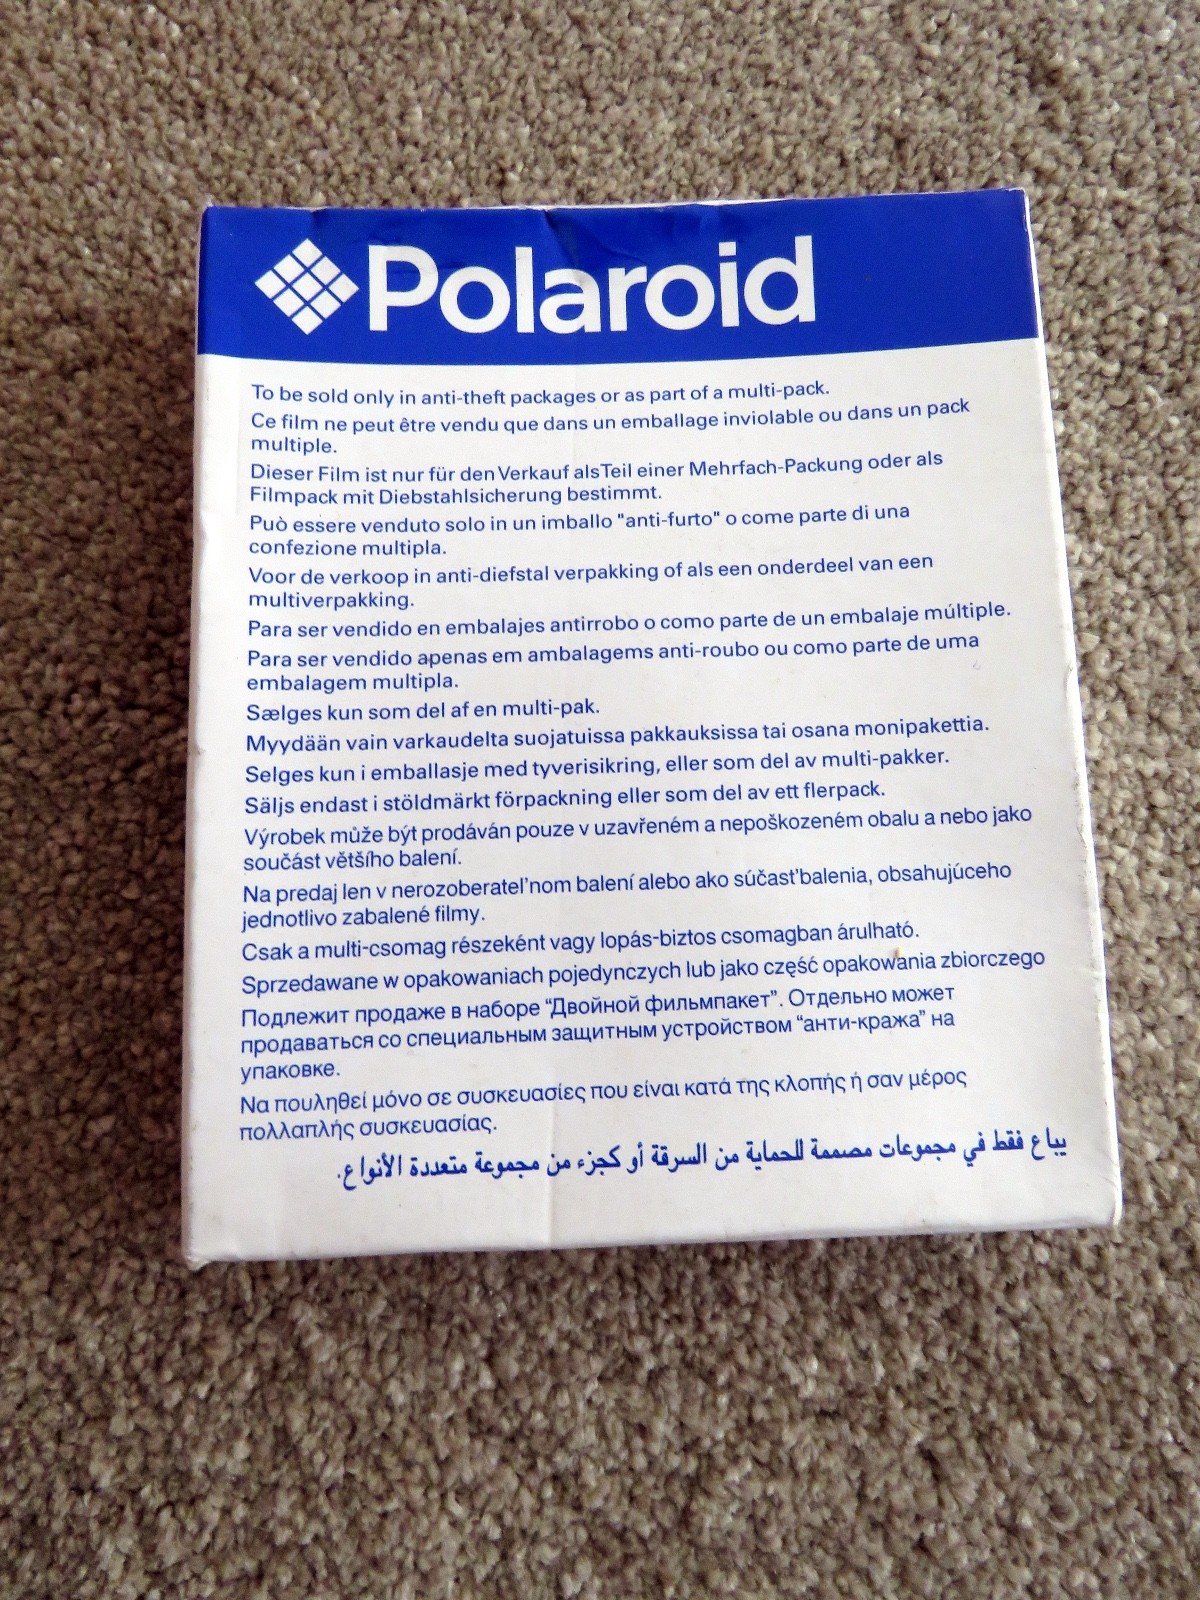 Polaroid
To be sold only in anti-theft packages or as part of a multi-pack.
Ce film ne peut être vendu que dans un emballage inviolable ou dans un pack
multiple.
Dieser Film ist nur für den Verkauf als Teil einer Mehrfach-Packung oder als
Filmpack mit Diebstahlsicherung bestimmt.
Può essere venduto solo in un imballo "anti-furto" o come parte di una
confezione multipla.
Voor de verkoop in anti-diefstal verpakking of als een onderdeel van een
multiverpakking.
Para ser vendido en embalajes antirrobo o como parte de un embalaje múltiple.
Para ser vendido apenas em ambalagems anti-roubo ou como parte de uma
embalagem multipla.
Sælges kun som del af en multi-pak.
Myydään vain varkaudelta suojatuissa pakkauksissa tai osana monipakettia.
Selges kun i emballasje med tyverisikring, eller som del av multi-pakker.
Säljs endast i stöldmärkt förpackning eller som del av ett flerpack.
Výrobek může být prodáván pouze v uzavřeném a nepoškozeném obalu a nebo jako
součást většího balení.
Na predaj len v nerozoberatel'nom balení alebo ako súčast'balenia, obsahujúceho
jednotlivo zabalené filmy.
Csak a multi-csomag részeként vagy lopás-biztos csomagban árulható.
Sprzedawane w opakowaniach pojedynczych lub jako część opakowania zbiorczego
Подлежит продаже в наборе “Двойной фильмпакет”. Отдельно может
продаваться со специальным защитным устройством “анти-кража” на
упаковке.
Να πουληθεί μόνο σε συσκευασίες που είναι κατά της κλοπής ή σαν μέρος
πολλαπλής συσκευασίας.
يباع فقط في مجموعات مصممة للحماية من السرقة أو كجزء من مجموعة متعددة الأنواع.